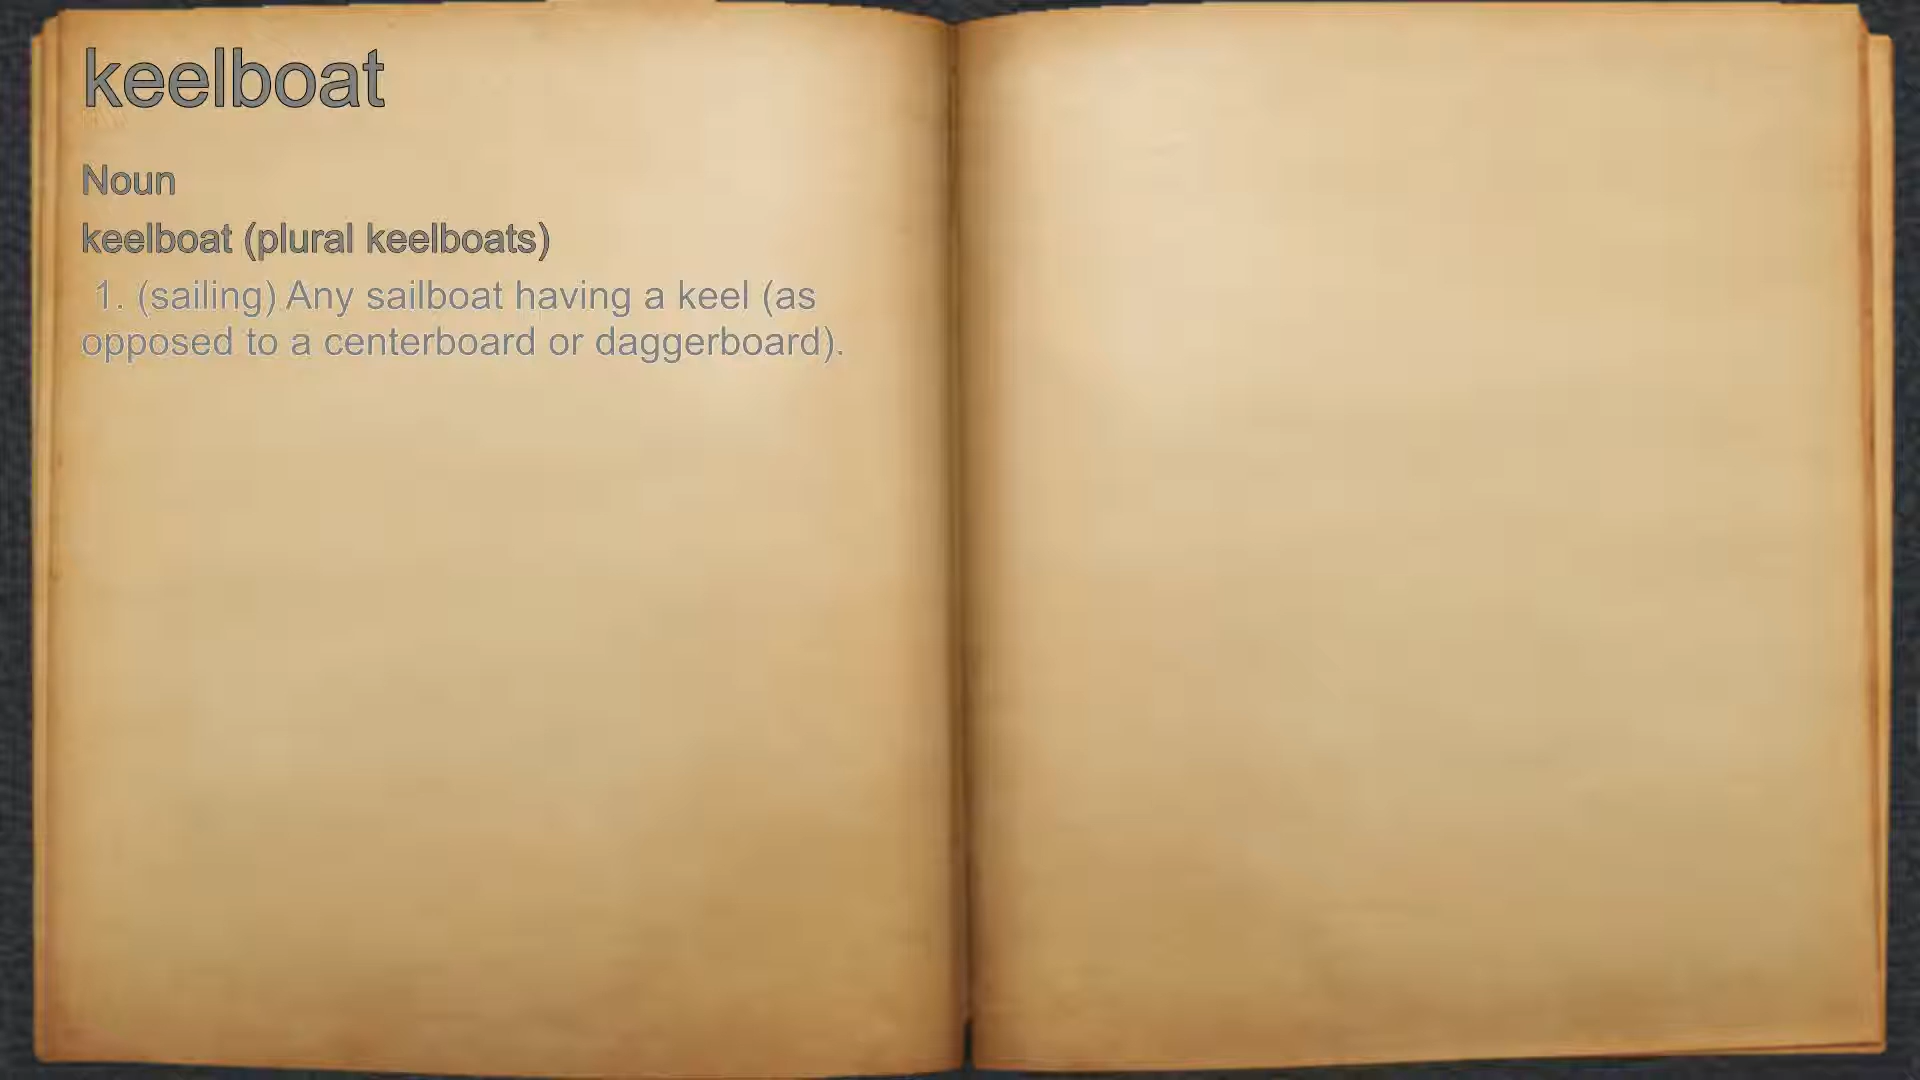 keelboat
Noun
keelboat (plural keelboats)
1. (sailing) Any sailboat having a keel (as
opposed to a centerboard or daggerboard).